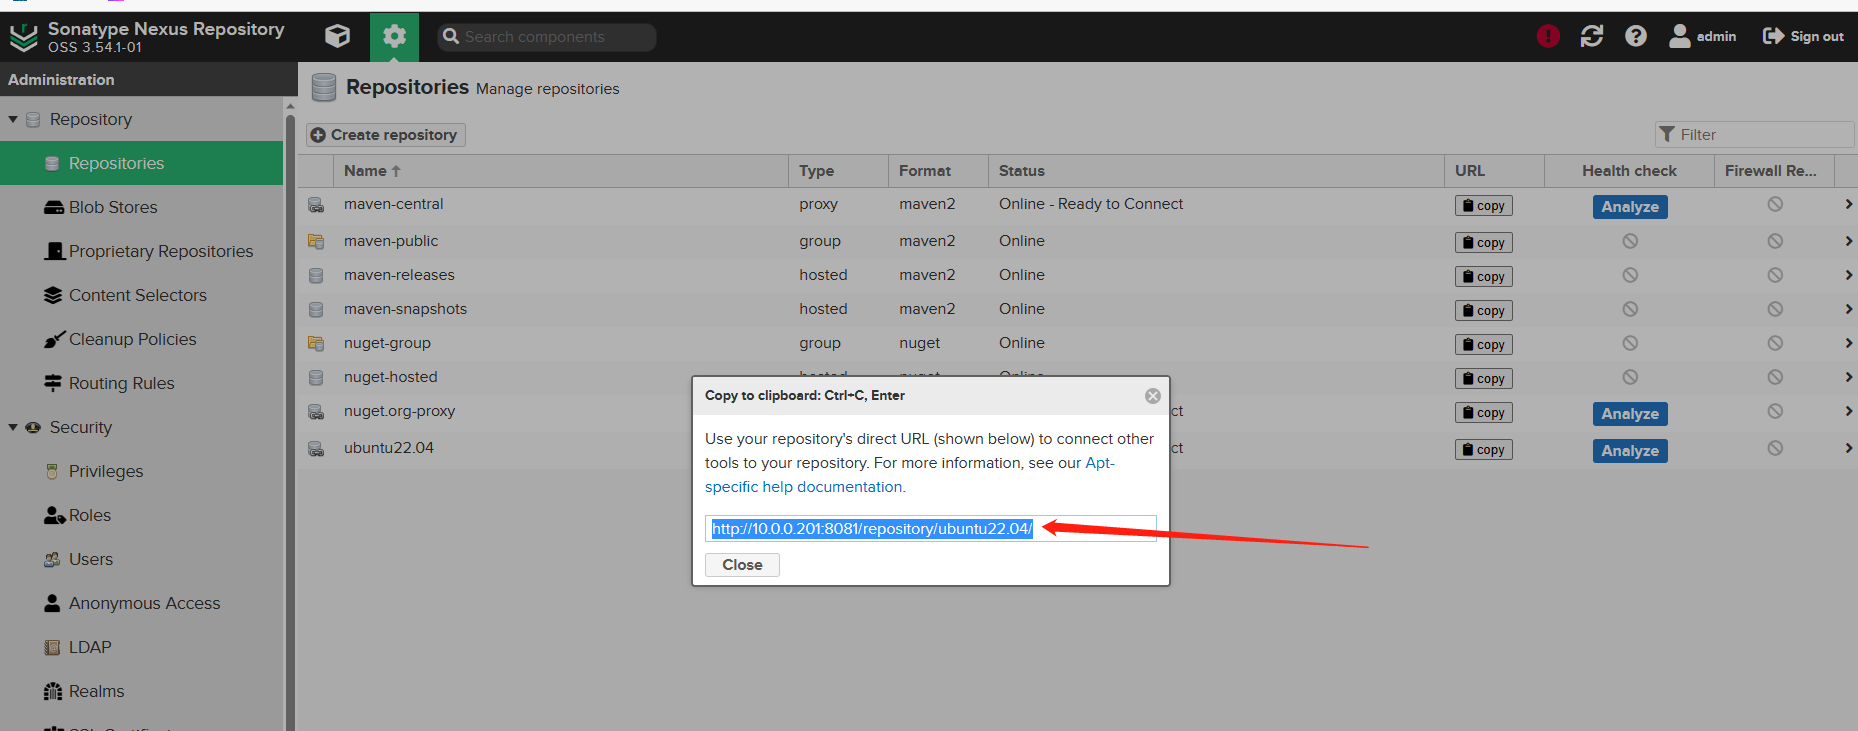 Sonatype Nexus Repository
OSS 3.54.1-01
Search components
admin
Sign out
Administration
Repository
Repositories
Blob Stores
Proprietary Repositories
Content Selectors
Cleanup Policies
Routing Rules
Security
Privileges
Roles
Users
Anonymous Access
LDAP
Realms
Repositories Manage repositories
Create repository
Filter
Name Type Format Status URL Health check Firewall Re...
maven-central proxy maven2 Online - Ready to Connect copy Analyze
maven-public group maven2 Online copy
maven-releases hosted maven2 Online copy
maven-snapshots hosted maven2 Online copy
nuget-group group nuget Online copy
nuget-hosted copy
nuget.org-proxy ct copy Analyze
ubuntu22.04 ct copy Analyze
Copy to clipboard: Ctrl+C, Enter
Use your repository's direct URL (shown below) to connect other
tools to your repository. For more information, see our Apt-
specific help documentation.
http://10.0.0.201:8081/repository/ubuntu22.04/
Close